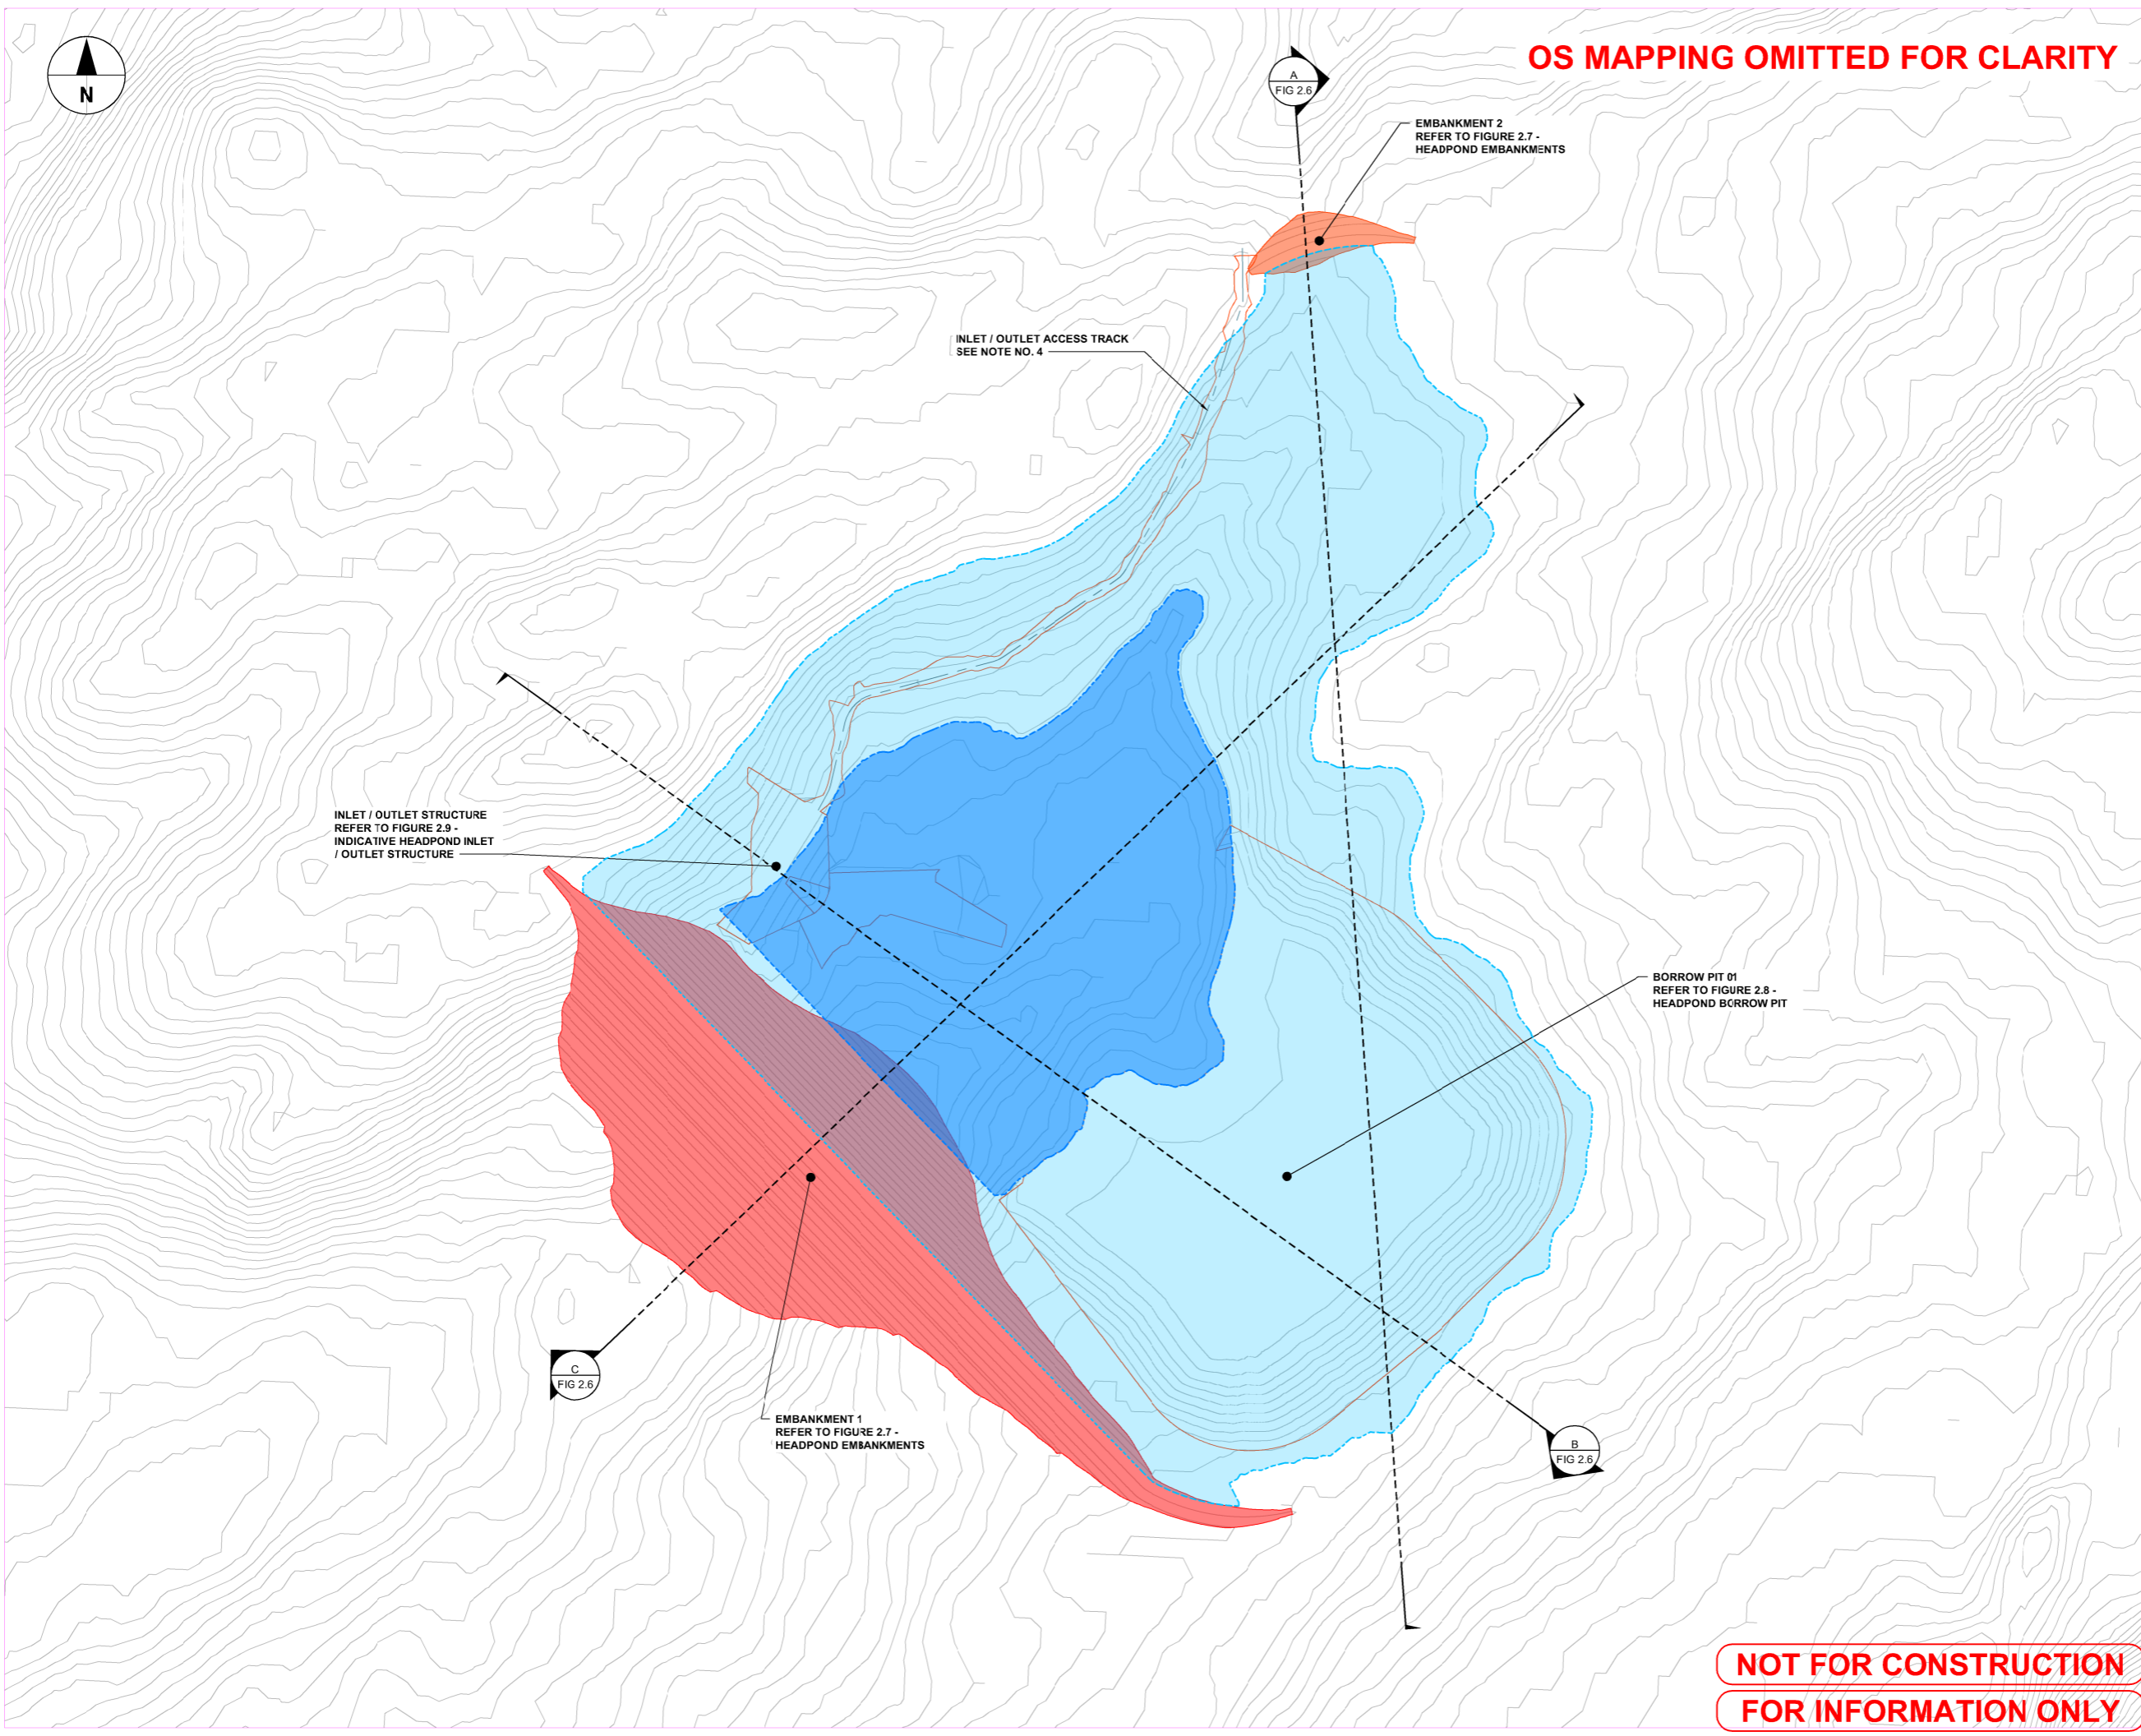 OS MAPPING OMITTED FOR CLARITY
N
A
FIG 2.6
EMBANKMENT 2
REFER TO FIGURE 2.7 -
HEADPOND EMBANKMENTS
INLET / OUTLET ACCESS TRACK
SEE NOTE NO. 4
INLET / OUTLET STRUCTURE
REFER TO FIGURE 2.9 -
INDICATIVE HEADPOND INLET
/ OUTLET STRUCTURE
BORROW PIT 01
REFER TO FIGURE 2.8 -
HEADPOND BORROW PIT
C
FIG 2.6
EMBANKMENT 1
REFER TO FIGURE 2.7 -
HEADPOND EMBANKMENTS
B
FIG 2.6
NOT FOR CONSTRUCTION
FOR INFORMATION ONLY